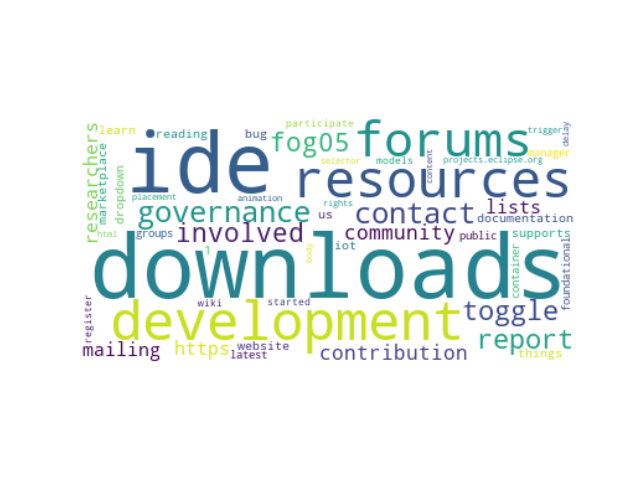 researchers
learn
reading
bug
participate
fog05
forums
trigger
delay
marketplace
dropdown
ide
selector
models
content
projects.eclipse.org
manager
resources
placement
animation
rights
governance
us
contact
lists
documentation
html
groups
1
involved
body
iot
community
public
supports
downloads
container
foundational
register
wiki
started
development
toggle
mailing
https
website
latest
contribution
report
things